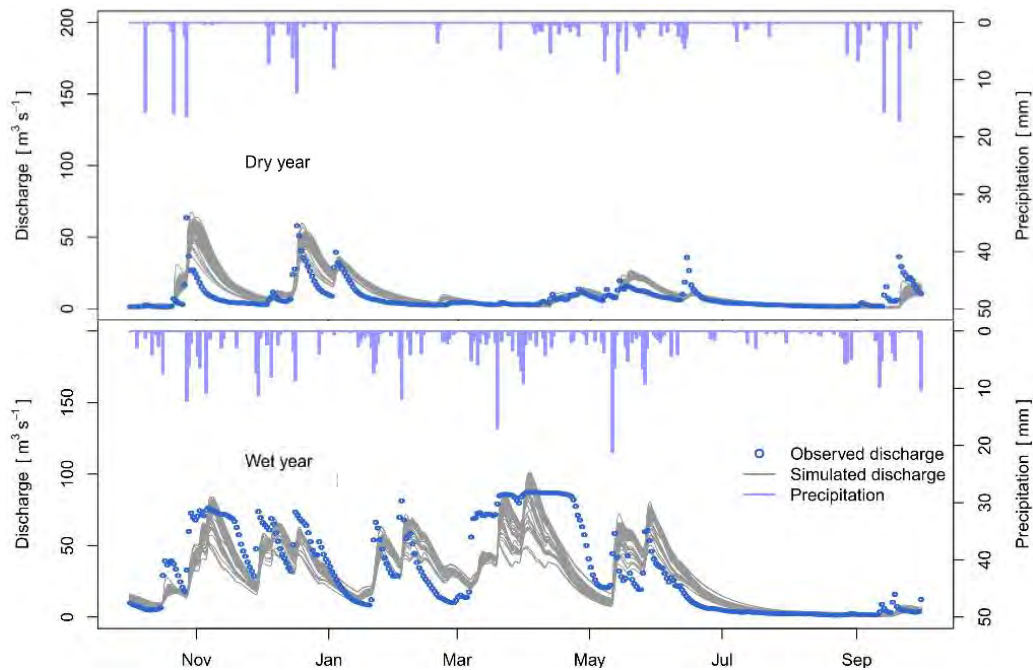 200
150
100
50
0
Discharge [ m³ s⁻¹ ]
Dry year
0
10
20
30
40
50
Precipitation [ mm ]
150
100
50
0
Discharge [ m³ s⁻¹ ]
Wet year
Observed discharge
Simulated discharge
Precipitation
0
10
20
30
40
50
Precipitation [ mm ]
Nov Jan Mar May Jul Sep